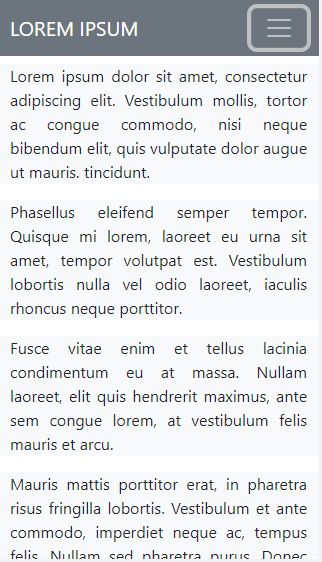 LOREM IPSUM
Lorem ipsum dolor sit amet, consectetur
adipiscing elit. Vestibulum mollis, tortor
ac congue commodo, nisi neque
bibendum elit, quis vulputate dolor augue
ut mauris. tincidunt.
Phasellus eleifend semper tempor.
Quisque mi lorem, laoreet eu urna sit
amet, tempor volutpat est. Vestibulum
lobortis nulla vel odio laoreet, iaculis
rhoncus neque porttitor.
Fusce vitae enim et tellus lacinia
condimentum eu at massa. Nullam
laoreet, elit quis hendrerit maximus, ante
sem congue lorem, at vestibulum felis
mauris et arcu.
Mauris mattis porttitor erat, in pharetra
risus fringilla lobortis. Vestibulum et ante
commodo, imperdiet neque ac, tempus
felis. Nullam sed pharetra purus. Donec